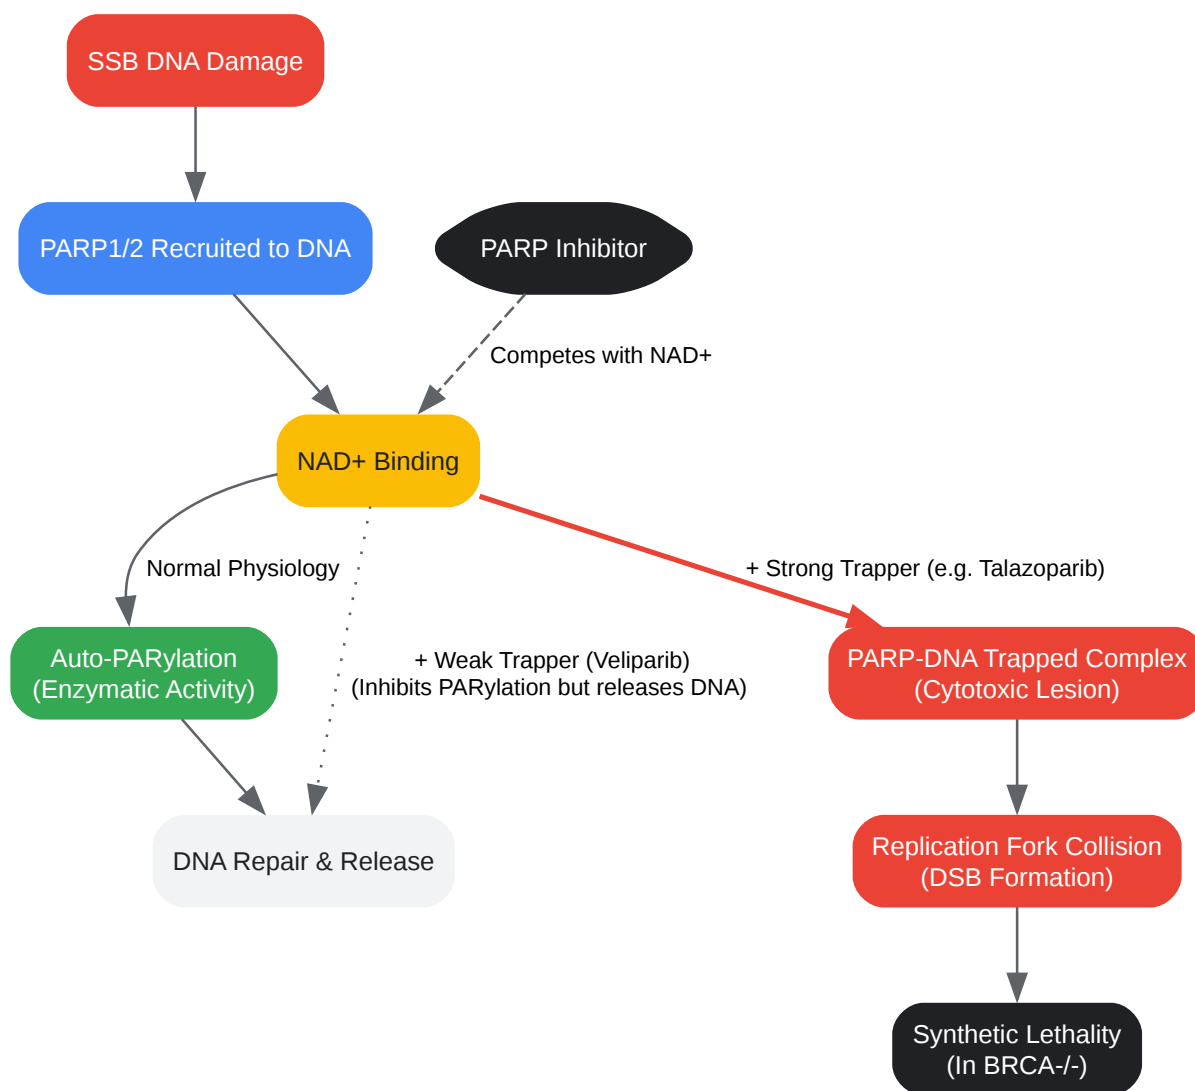 SSB DNA Damage
PARP1/2 Recruited to DNA
PARP Inhibitor
Competes with NAD+
NAD+ Binding
Normal Physiology
+ Strong Trapper (e.g. Talazoparib)
+ Weak Trapper (Veliparib)
(Inhibits PARylation but releases DNA)
Auto-PARylation
(Enzymatic Activity)
PARP-DNA Trapped Complex
(Cytotoxic Lesion)
DNA Repair & Release
Replication Fork Collision
(DSB Formation)
Synthetic Lethality
(In BRCA-/-)